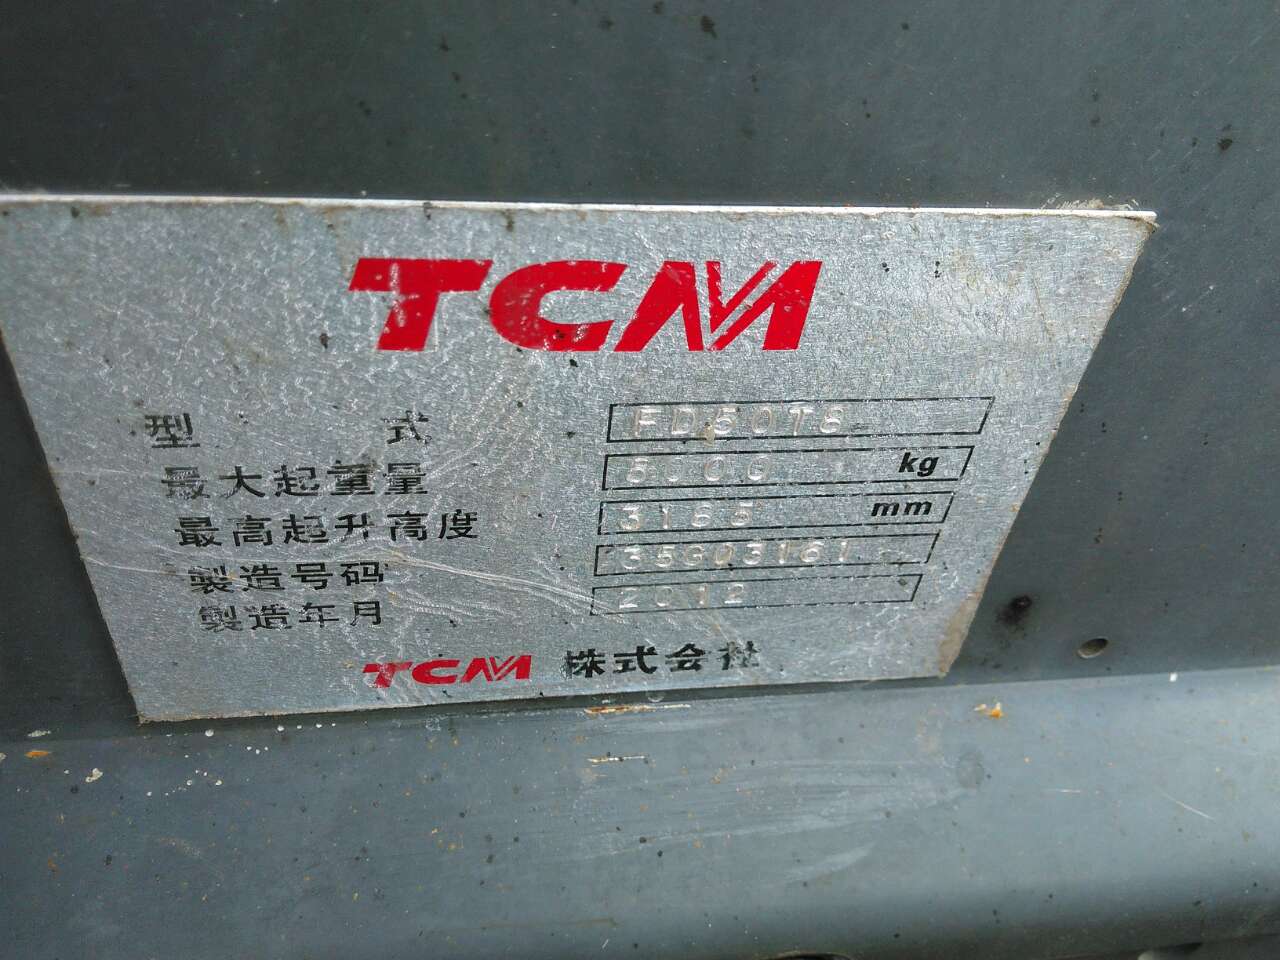 TCM
型 式 FD50T8
最大起重量 5000 kg
最高起升高度 3165 mm
製造号码 35G03161
製造年月 2012
TCM 株式会社